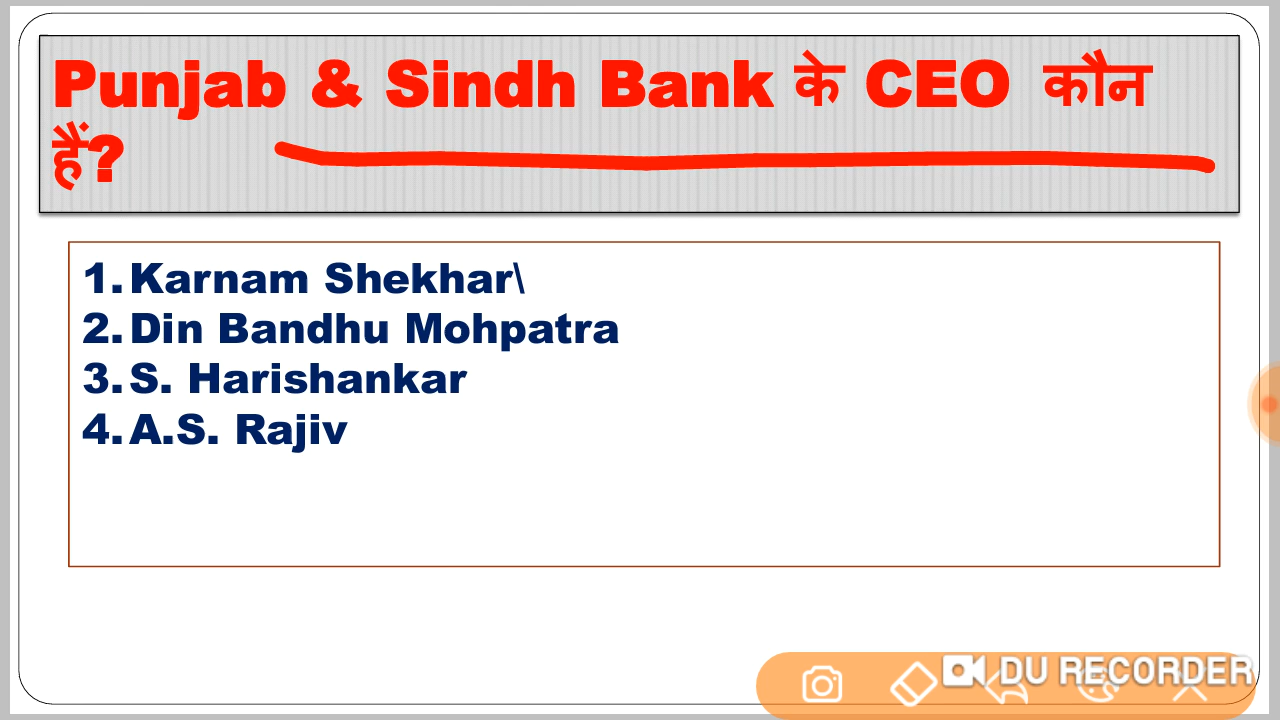 Punjab & Sindh Bank के CEO कौन
हैं?
1. Karnam Shekhar\
2. Din Bandhu Mohpatra
3. S. Harishankar
4. A.S. Rajiv
DU RECORDER